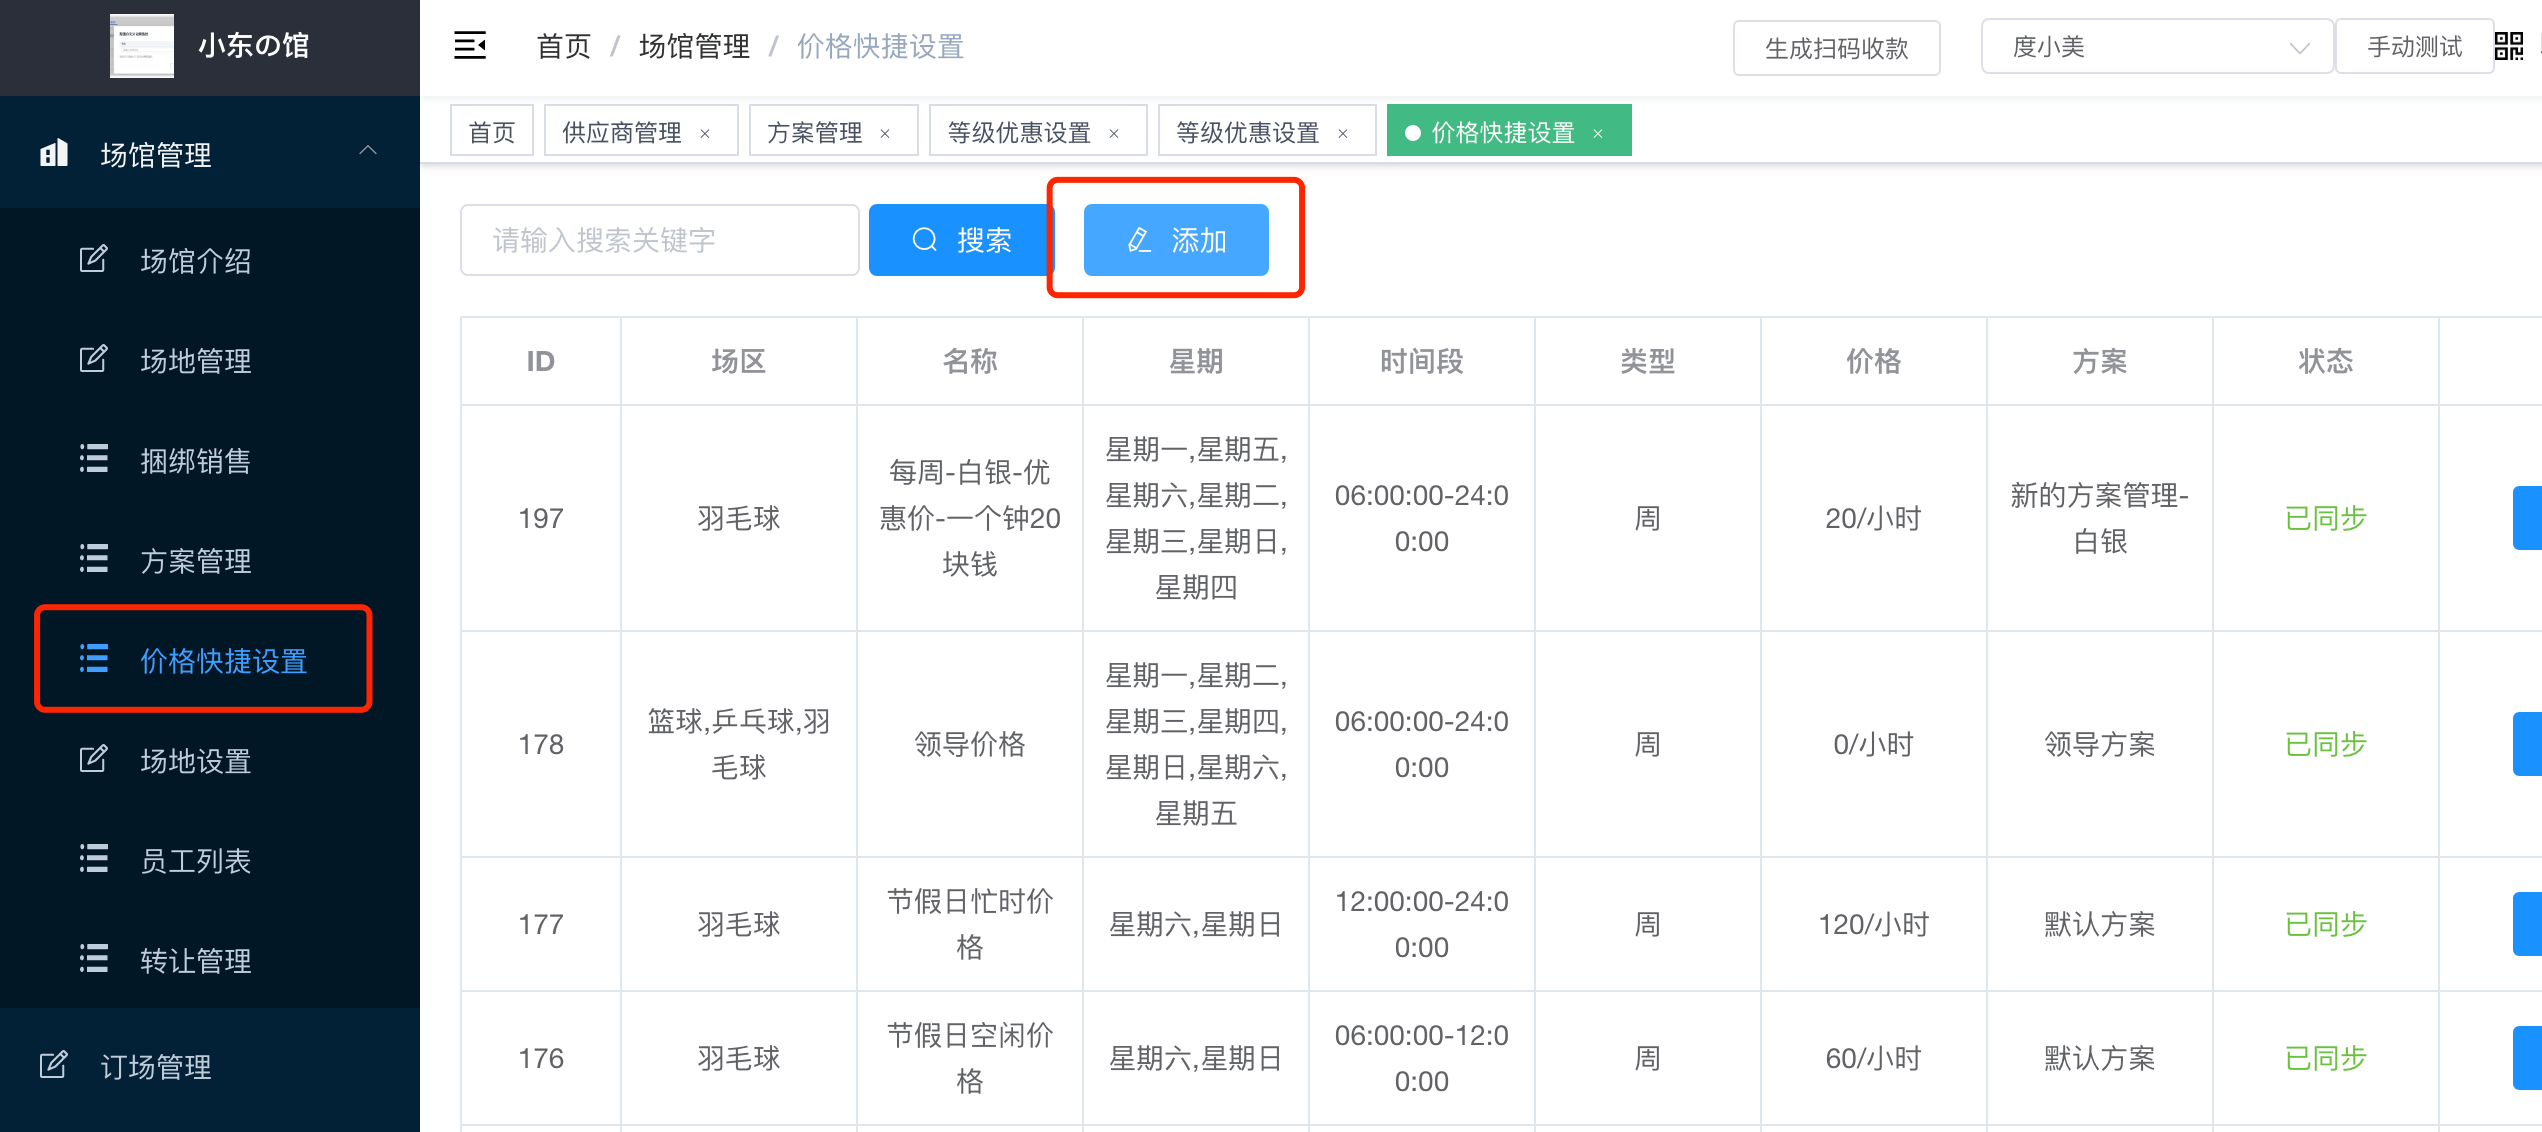 小东の馆
首页 / 场馆管理 / 价格快捷设置
生成扫码收款
度小美
手动测试
首页
供应商管理 ×
方案管理 ×
等级优惠设置 ×
等级优惠设置 ×
价格快捷设置 ×
场馆管理
场馆介绍
场地管理
捆绑销售
方案管理
价格快捷设置
场地设置
员工列表
转让管理
订场管理
请输入搜索关键字
搜索
添加
ID 场区 名称 星期 时间段 类型 价格 方案 状态
197
羽毛球
每周-白银-优
惠价-一个钟20
块钱
星期一,星期五,
星期六,星期二,
星期三,星期日,
星期四
06:00:00-24:0
0:00
周
20/小时
新的方案管理-
白银
已同步
178
篮球,乒乓球,羽
毛球
领导价格
星期一,星期二,
星期三,星期四,
星期日,星期六,
星期五
06:00:00-24:0
0:00
周
0/小时
领导方案
已同步
177
羽毛球
节假日忙时价
格
星期六,星期日
12:00:00-24:0
0:00
周
120/小时
默认方案
已同步
176
羽毛球
节假日空闲价
格
星期六,星期日
06:00:00-12:0
0:00
周
60/小时
默认方案
已同步